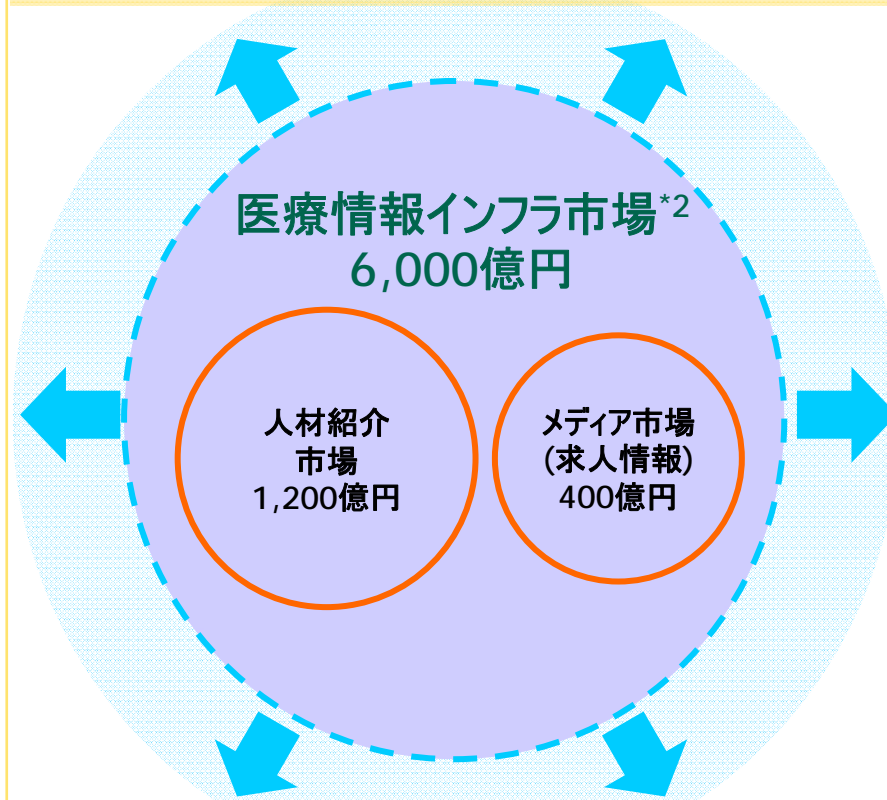 医療情報インフラ市場*2
6,000億円
人材紹介
市場
1,200億円
メディア市場
(求人情報)
400億円